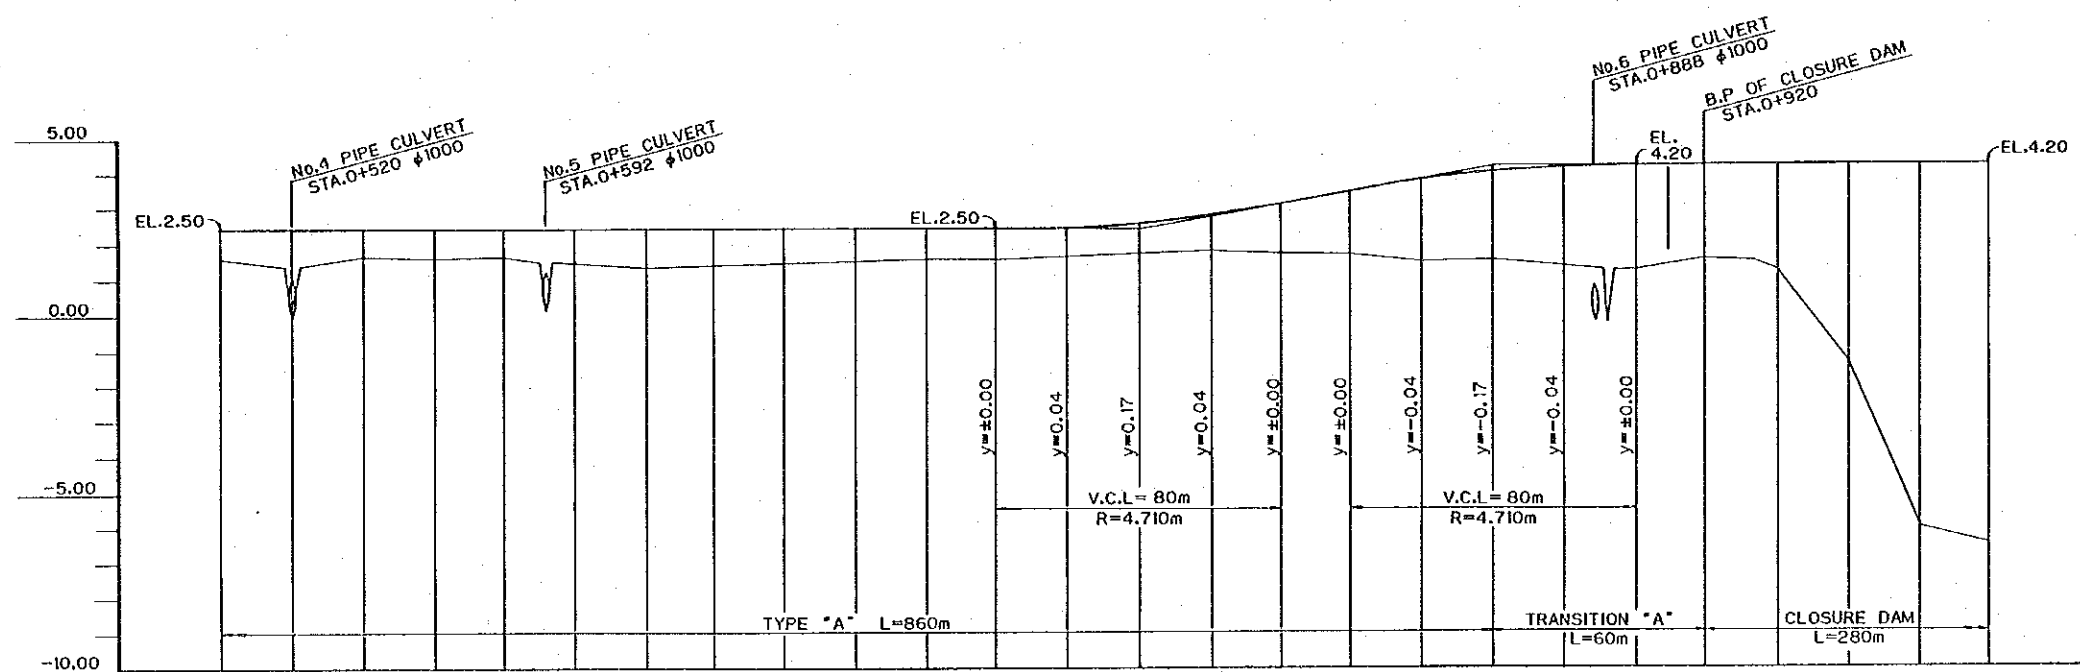 No.6 PIPE CULVERT
STA.0+888 ϕ1000
B.P OF CLOSURE DAM
STA.0+920
5.00
No.4 PIPE CULVERT
STA.0+520 ϕ1000
No.5 PIPE CULVERT
STA.0+592 ϕ1000
EL.
4.20
EL.4.20
EL.2.50
EL.2.50
0.00
y=±0.00
y=0.04
y=0.17
y=0.04
y=±0.00
y=±0.00
y=-0.04
y=-0.17
y=-0.04
y=±0.00
-5.00
V.C.L= 80m
R=4.710m
V.C.L= 80m
R=4.710m
TYPE "A" L=860m
TRANSITION "A"
L=60m
CLOSURE DAM
L=280m
-10.00